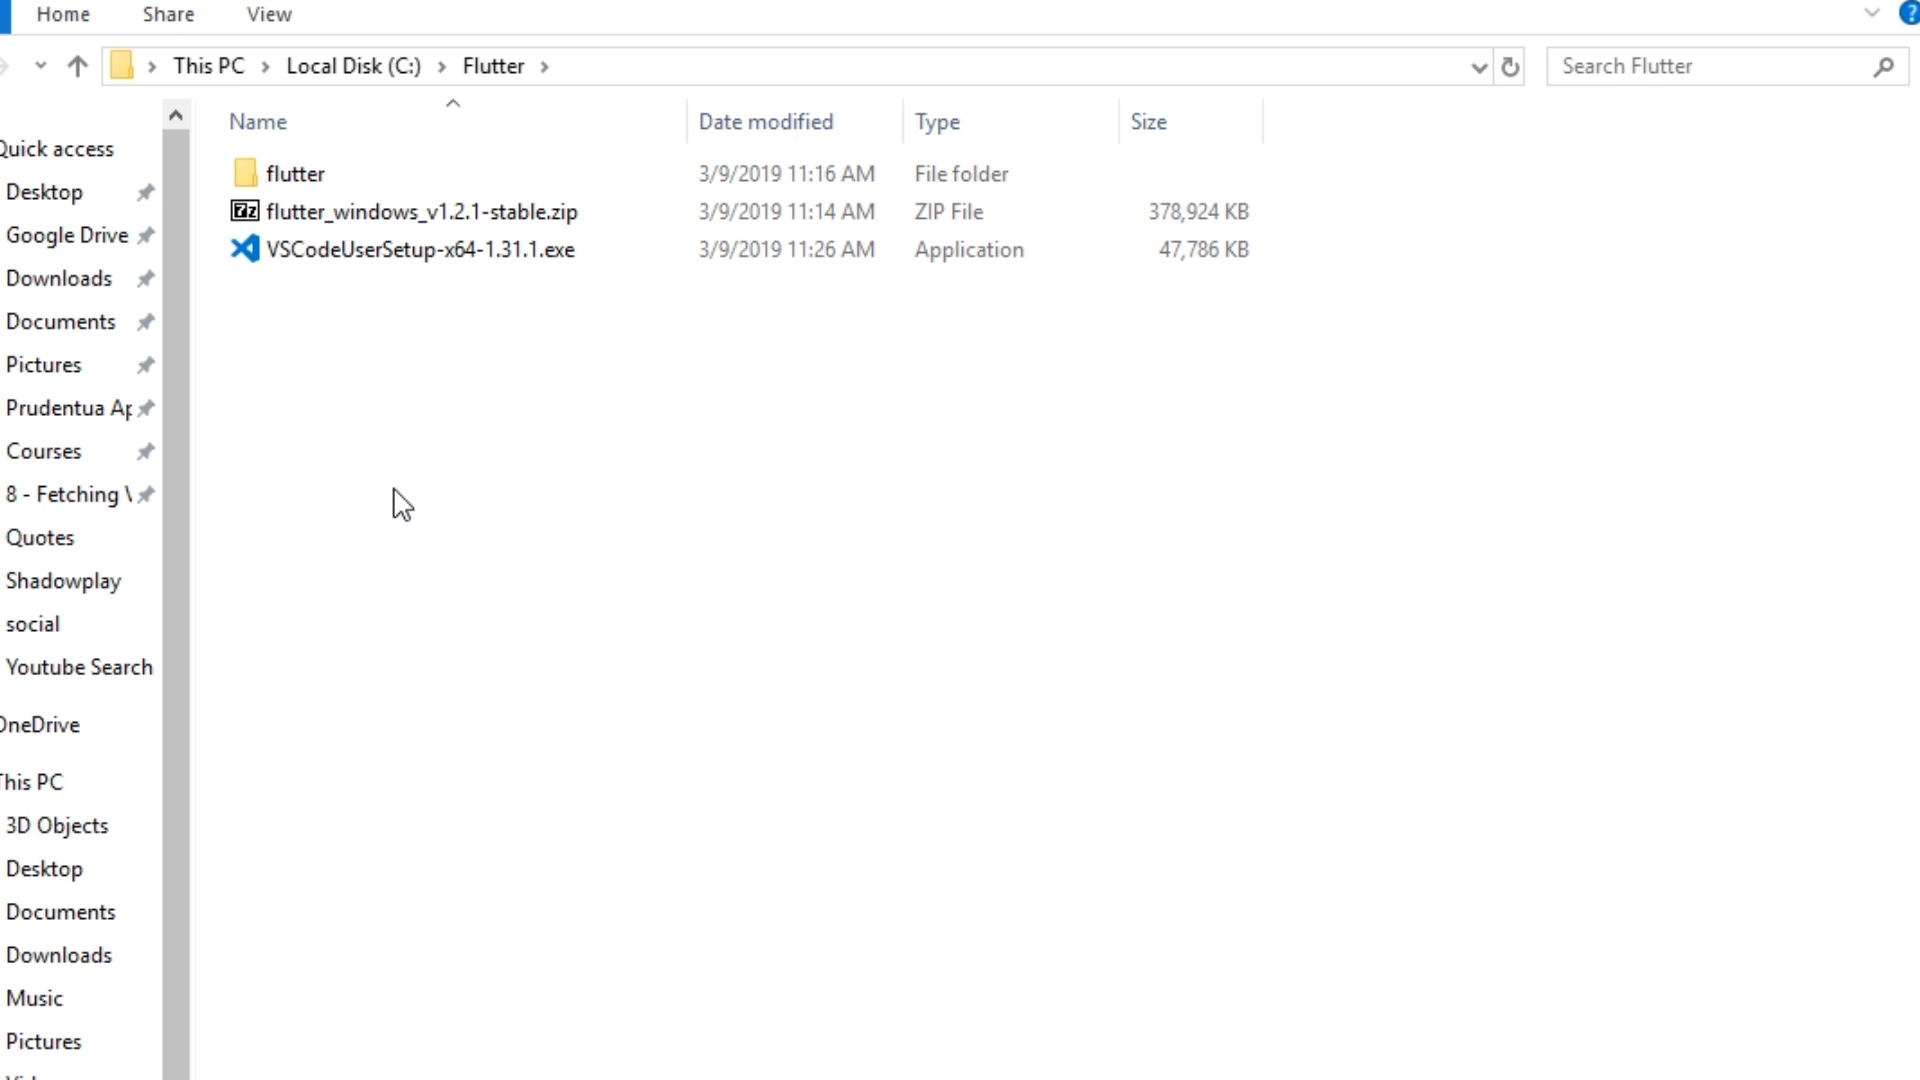 Home Share View
This PC Local Disk (C:) Flutter
Search Flutter
Name Date modified Type Size
flutter 3/9/2019 11:16 AM File folder
flutter_windows_v1.2.1-stable.zip 3/9/2019 11:14 AM ZIP File 378,924 KB
VSCodeUserSetup-x64-1.31.1.exe 3/9/2019 11:26 AM Application 47,786 KB
Quick access
Desktop
Google Drive
Downloads
Documents
Pictures
Prudentua Ap
Courses
8 - Fetching
Quotes
Shadowplay
social
Youtube Search
OneDrive
This PC
3D Objects
Desktop
Documents
Downloads
Music
Pictures